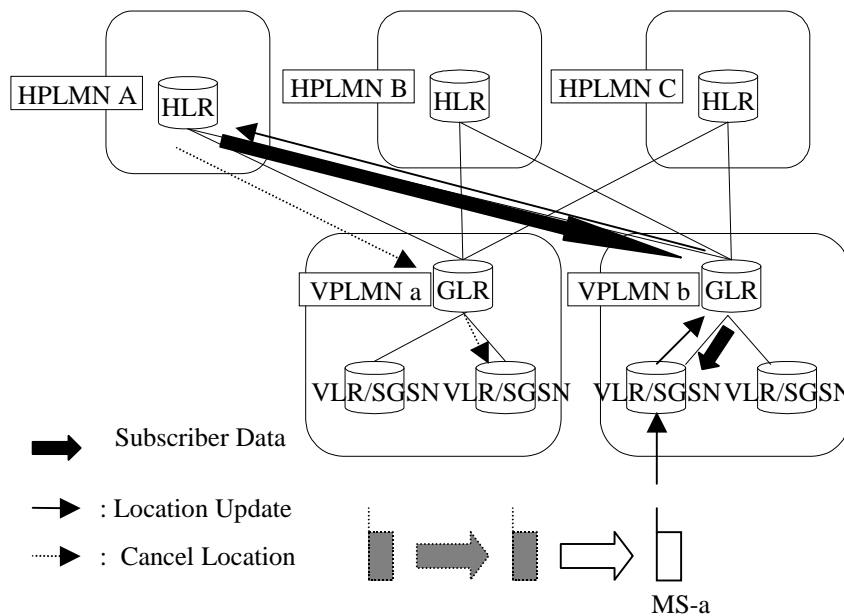 HPLMN A
HLR
HPLMN B
HLR
HPLMN C
HLR
VPLMN a
GLR
VPLMN b
GLR
VLR/SGSN
VLR/SGSN
VLR/SGSN
VLR/SGSN
Subscriber Data
: Location Update
: Cancel Location
MS-a